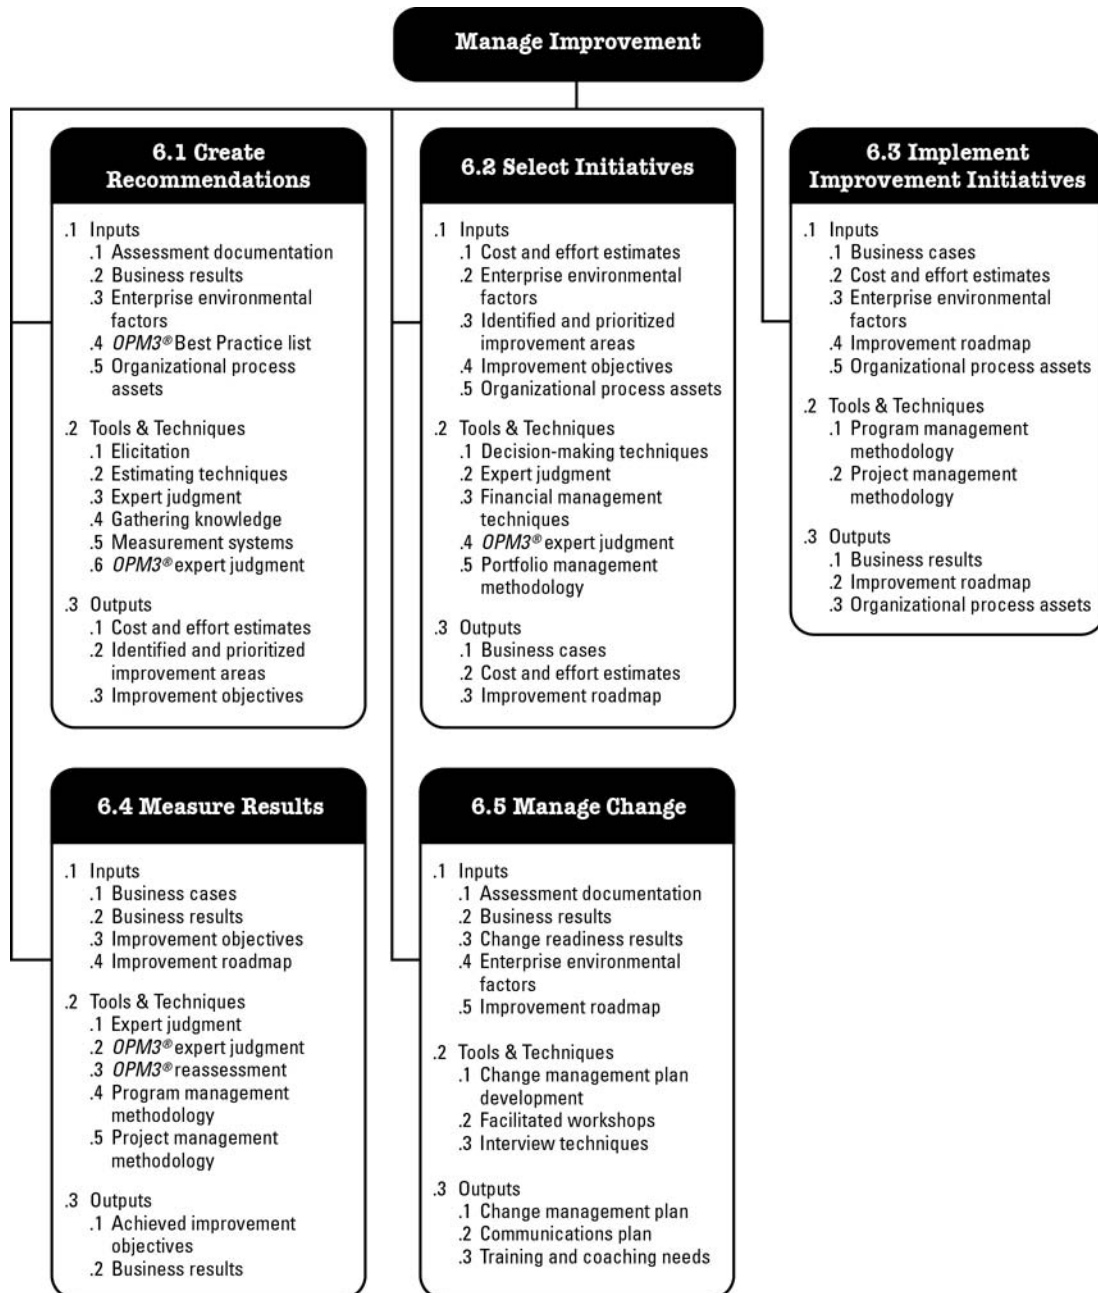 Manage Improvement
6.1 Create
Recommendations
.1 Inputs
.1 Assessment documentation
.2 Business results
.3 Enterprise environmental
factors
.4 OPM3® Best Practice list
.5 Organizational process
assets
.2 Tools & Techniques
.1 Elicitation
.2 Estimating techniques
.3 Expert judgment
.4 Gathering knowledge
.5 Measurement systems
.6 OPM3® expert judgment
.3 Outputs
.1 Cost and effort estimates
.2 Identified and prioritized
improvement areas
.3 Improvement objectives
6.2 Select Initiatives
.1 Inputs
.1 Cost and effort estimates
.2 Enterprise environmental
factors
.3 Identified and prioritized
improvement areas
.4 Improvement objectives
.5 Organizational process assets
.2 Tools & Techniques
.1 Decision-making techniques
.2 Expert judgment
.3 Financial management
techniques
.4 OPM3® expert judgment
.5 Portfolio management
methodology
.3 Outputs
.1 Business cases
.2 Cost and effort estimates
.3 Improvement roadmap
6.3 Implement
Improvement Initiatives
.1 Inputs
.1 Business cases
.2 Cost and effort estimates
.3 Enterprise environmental
factors
.4 Improvement roadmap
.5 Organizational process assets
.2 Tools & Techniques
.1 Program management
methodology
.2 Project management
methodology
.3 Outputs
.1 Business results
.2 Improvement roadmap
.3 Organizational process assets
6.4 Measure Results
.1 Inputs
.1 Business cases
.2 Business results
.3 Improvement objectives
.4 Improvement roadmap
.2 Tools & Techniques
.1 Expert judgment
.2 OPM3® expert judgment
.3 OPM3® reassessment
.4 Program management
methodology
.5 Project management
methodology
.3 Outputs
.1 Achieved improvement
objectives
.2 Business results
6.5 Manage Change
.1 Inputs
.1 Assessment documentation
.2 Business results
.3 Change readiness results
.4 Enterprise environmental
factors
.5 Improvement roadmap
.2 Tools & Techniques
.1 Change management plan
development
.2 Facilitated workshops
.3 Interview techniques
.3 Outputs
.1 Change management plan
.2 Communications plan
.3 Training and coaching needs